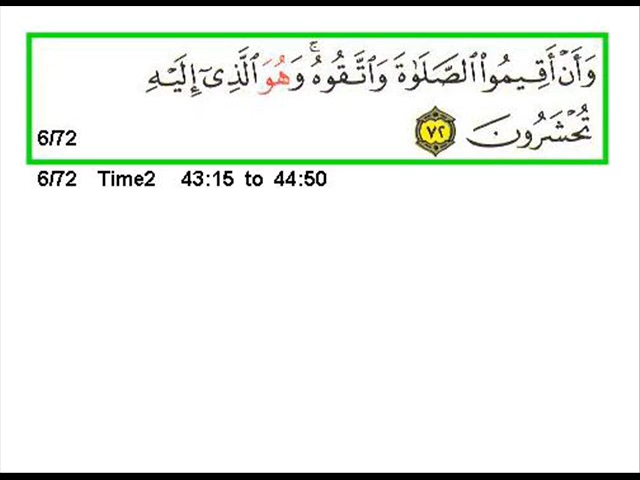 وَأَنْ أَقِيمُوا۟ ٱلصَّلَوٰةَ وَٱتَّقُوهُ ۚ وَهُوَ ٱلَّذِىٓ إِلَيْهِ
تُحْشَرُونَ ٧٢
6/72
6/72 Time2 43:15 to 44:50